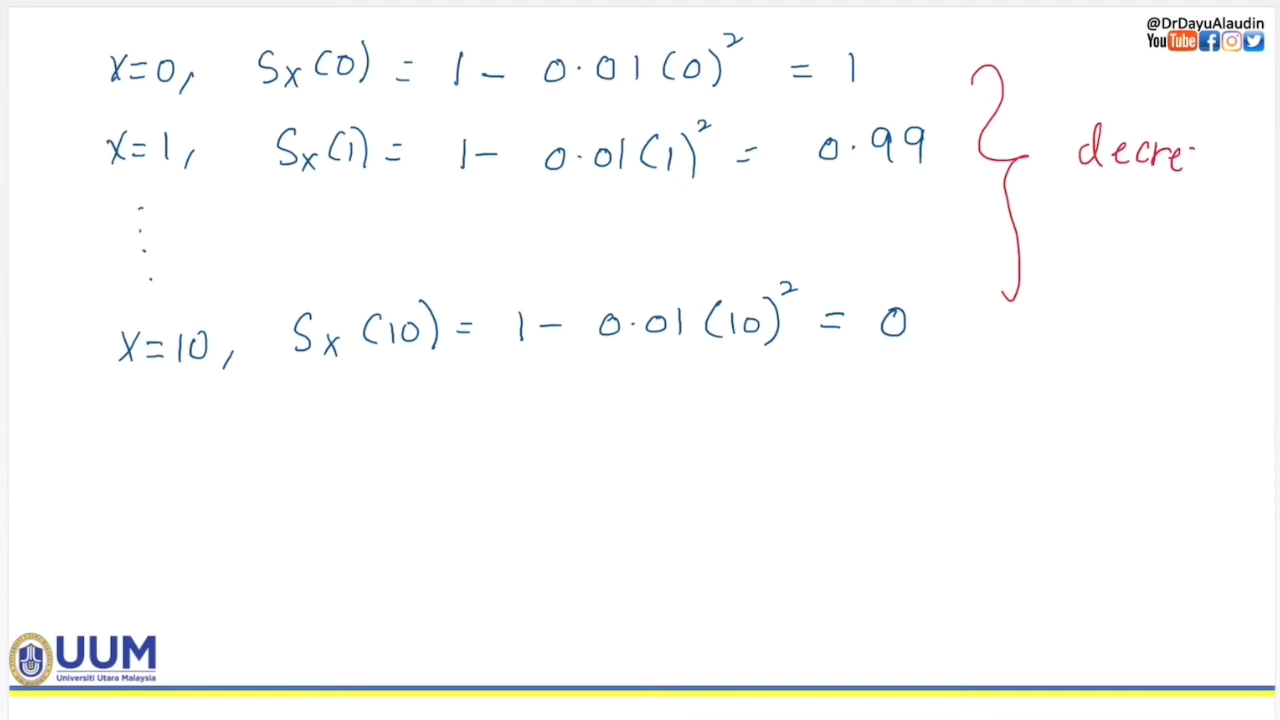 @DrDayuAlaudin
YouTube
x=0, Sx(0) = 1 - 0.01(0)² = 1
x=1, Sx(1) = 1 - 0.01(1)² = 0.99
decre
⋮
x=10, Sx(10) = 1 - 0.01(10)² = 0
UUM
Universiti Utara Malaysia